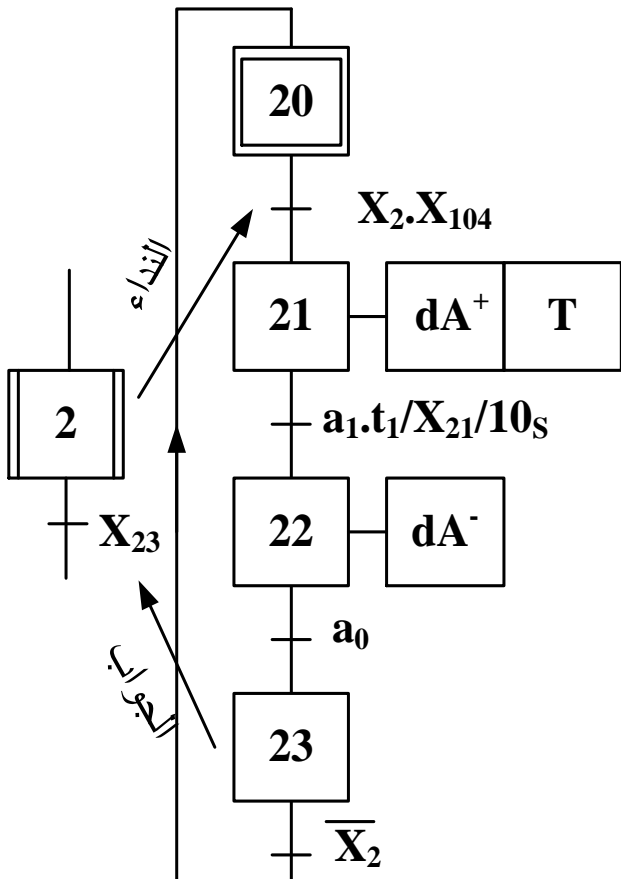 20
X₂.X₁₀₄
النداء
21 dA⁺ T
2
a₁.t₁/X₂₁/10ₛ
X₂₃
22 dA⁻
a₀
الجواب
23
X̅₂